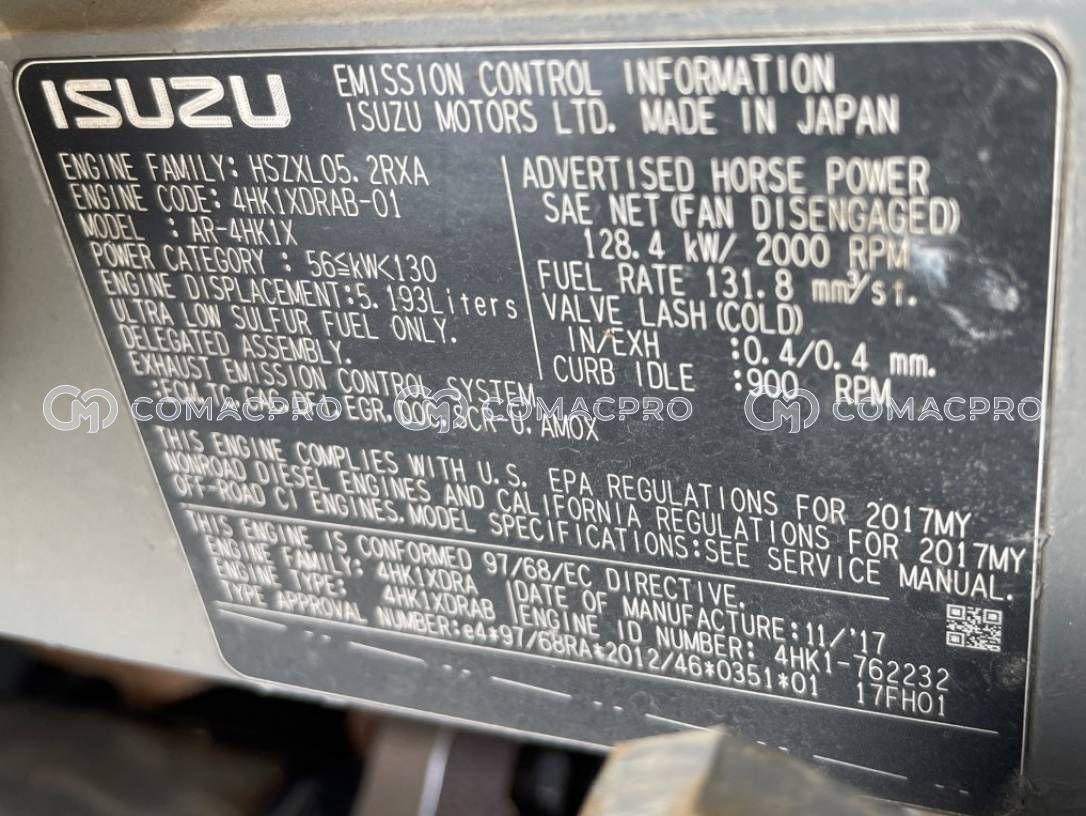 ISUZU
EMISSION CONTROL INFORMATION
ISUZU MOTORS LTD. MADE IN JAPAN
ENGINE FAMILY: HSZXL05.2RXA
ENGINE CODE: 4HK1XDRAB-01
MODEL : AR-4HK1X
POWER CATEGORY : 56≦kW<130
ENGINE DISPLACEMENT:5.193Liters
ULTRA LOW SULFUR FUEL ONLY.
DELEGATED ASSEMBLY.
EXHAUST EMISSION CONTROL SYSTEM
:ECM,TC,CAC,DFI,EGR,DOC,SCR-U,AMOX
ADVERTISED HORSE POWER
SAE NET(FAN DISENGAGED)
128.4 kW/ 2000 RPM
FUEL RATE 131.8 mm³/st.
VALVE LASH(COLD)
IN/EXH :0.4/0.4 mm.
CURB IDLE :900 RPM
COMACPRO COMACPRO COMACPRO
THIS ENGINE COMPLIES WITH U.S. EPA REGULATIONS FOR 2017MY
NONROAD DIESEL ENGINES AND CALIFORNIA REGULATIONS FOR 2017MY
OFF-ROAD CI ENGINES.MODEL SPECIFICATIONS:SEE SERVICE MANUAL.
THIS ENGINE IS CONFORMED 97/68/EC DIRECTIVE.
ENGINE FAMILY: 4HK1XDRA
ENGINE TYPE: 4HK1XDRAB
DATE OF MANUFACTURE:11/'17
ENGINE ID NUMBER: 4HK1-762232
TYPE APPROVAL NUMBER:e4*97/68RA*2012/46*0351*01 17FH01